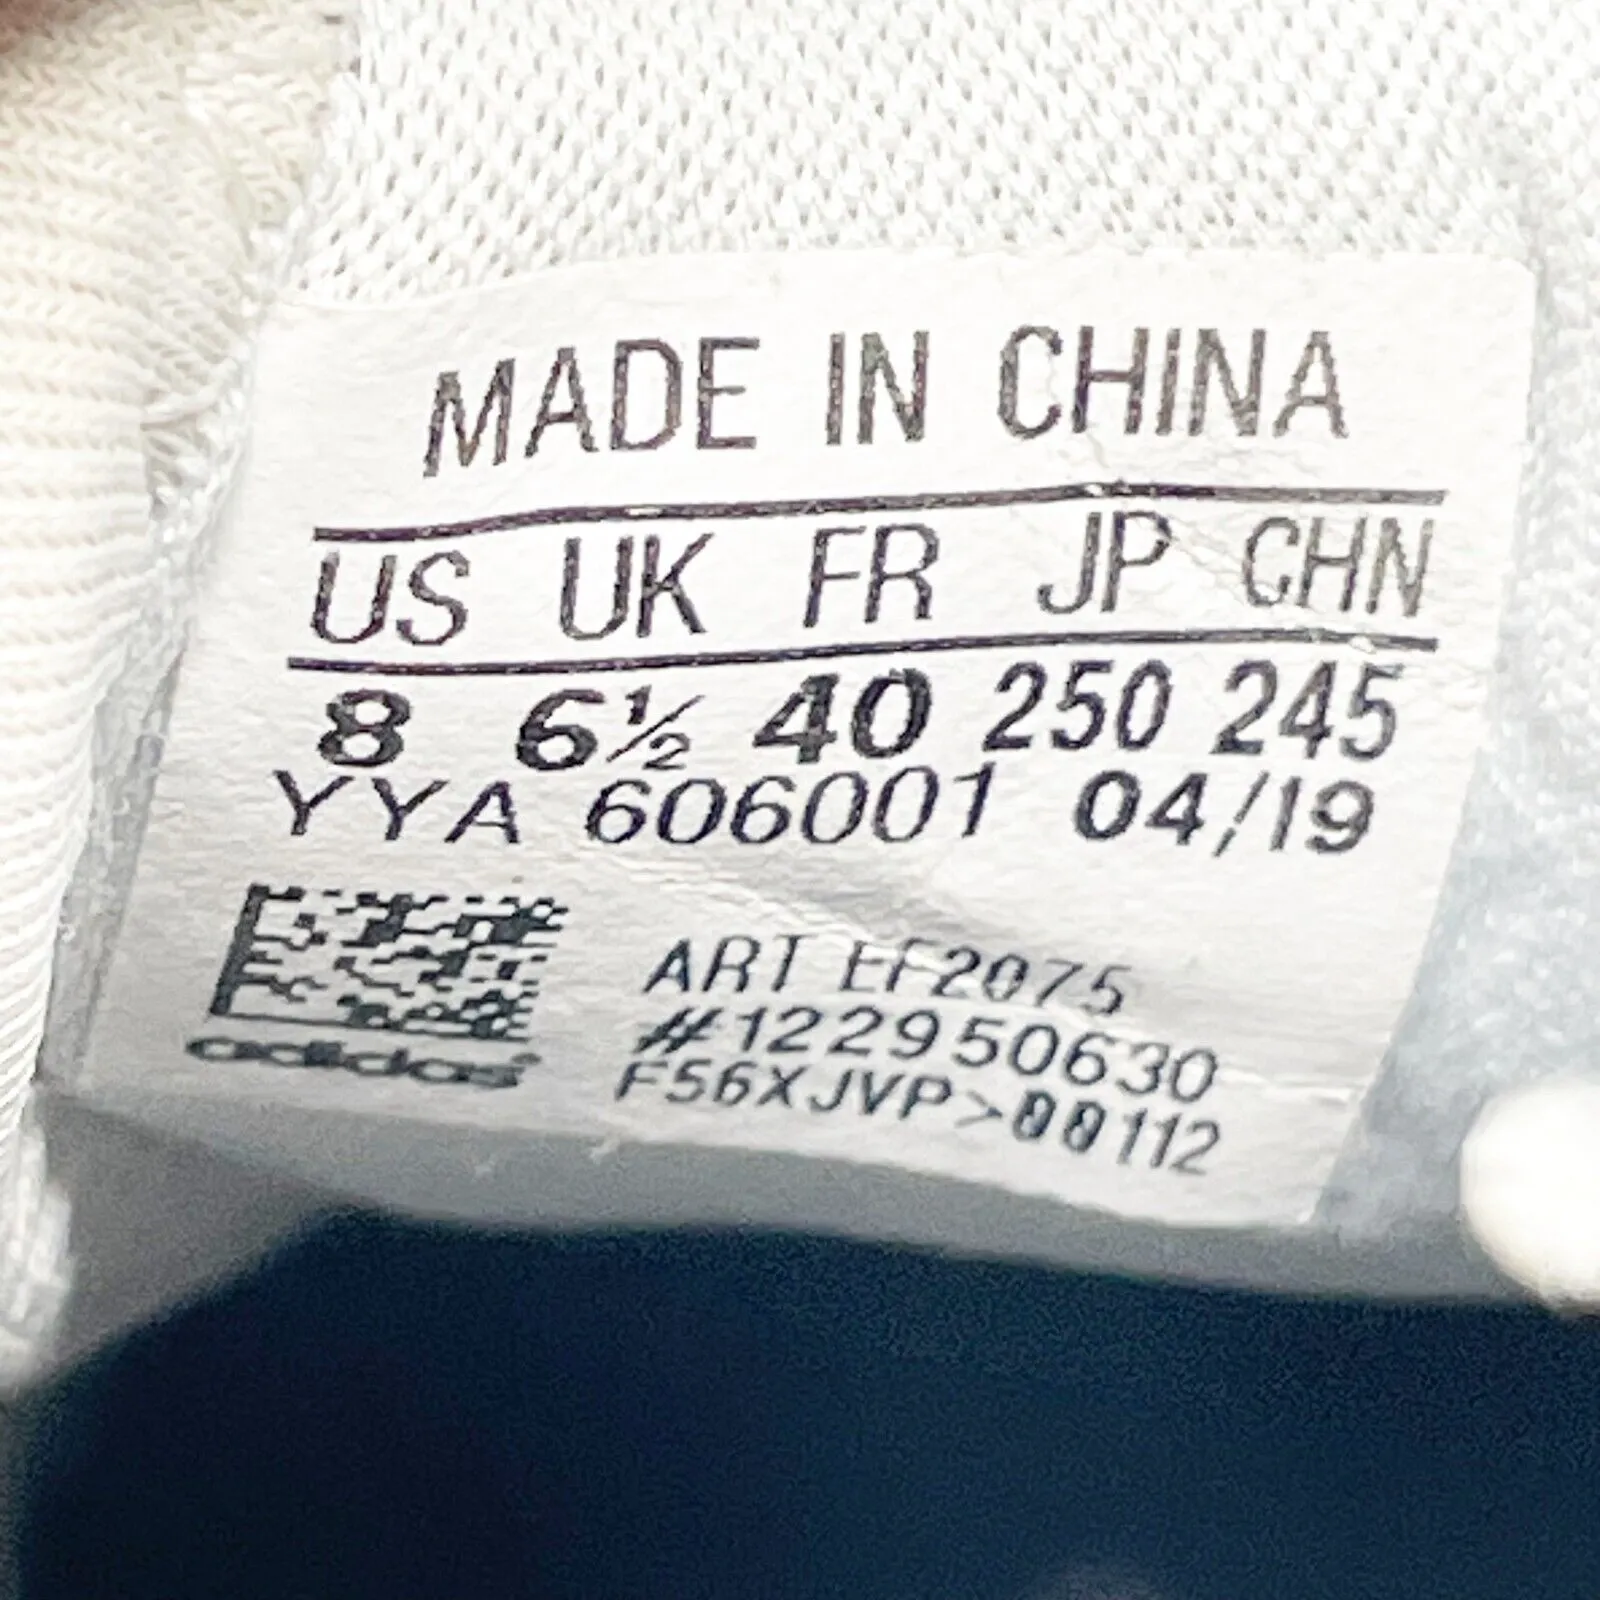 MADE IN CHINA
US UK FR JP CHN
8 6½ 40 250 245
YYA 606001 04/19
ART EF2075
#122950630
F56XJVP>00112
adidas